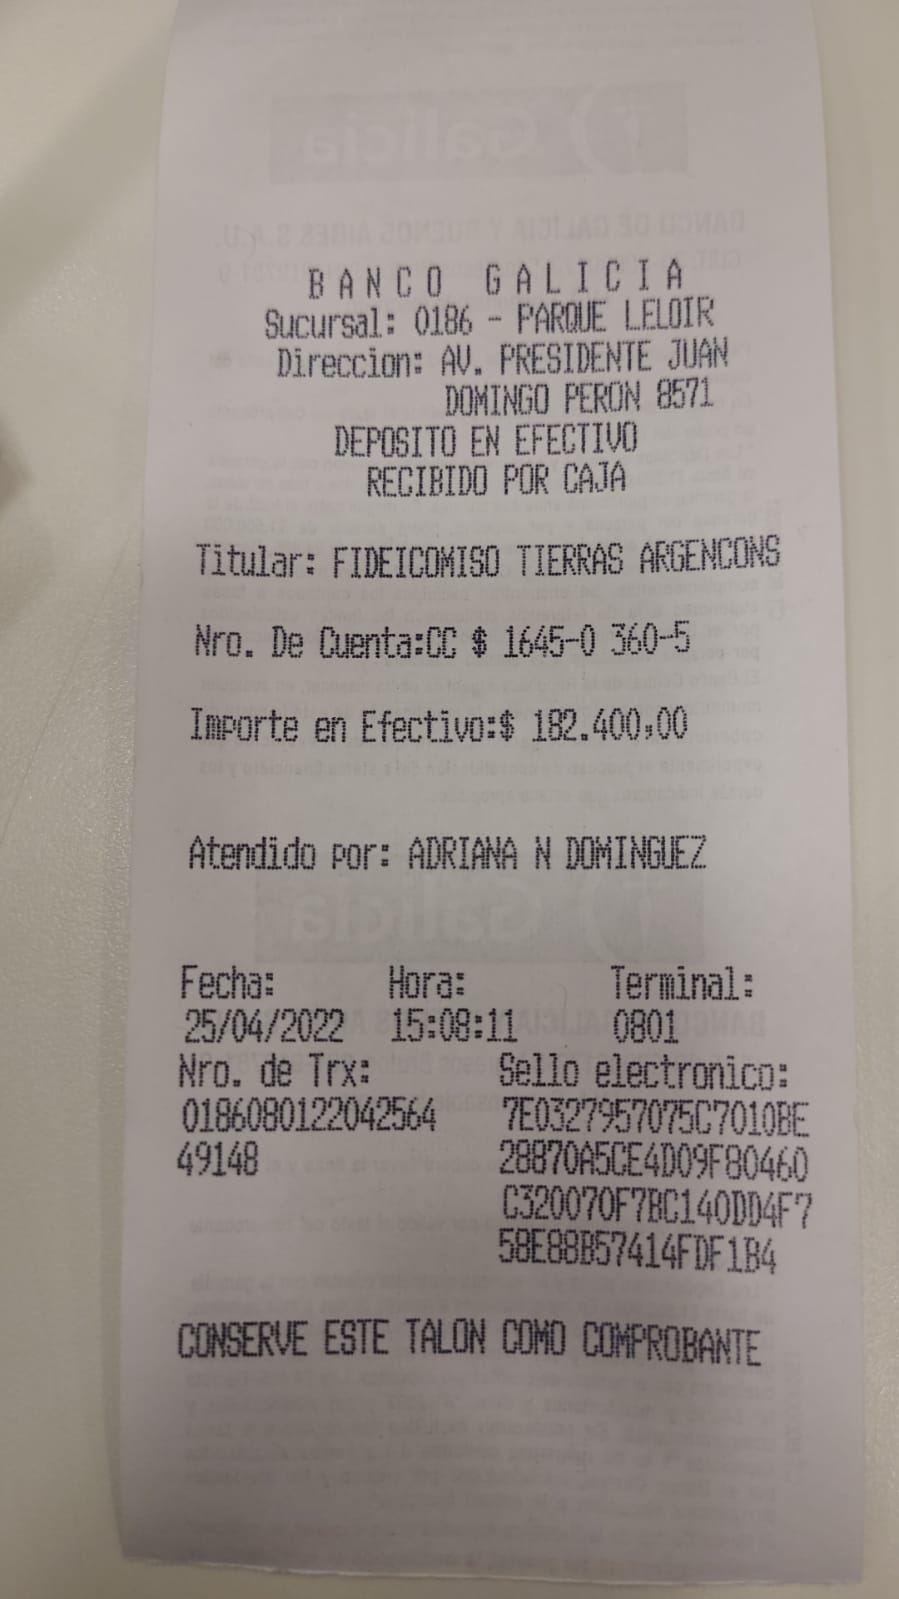 BANCO GALICIA
Sucursal: 0186 - PARQUE LELOIR
Direccion: AV. PRESIDENTE JUAN
DOMINGO PERON 8571
DEPOSITO EN EFECTIVO
RECIBIDO POR CAJA
Titular: FIDEICOMISO TIERRAS ARGENCONS
Nro. De Cuenta:CC $ 1645-0 360-5
Importe en Efectivo:$ 182.400,00
Atendido por: ADRIANA N DOMINGUEZ
Fecha: Hora: Terminal:
25/04/2022 15:08:11 0801
Nro. de Trx: Sello electronico:
0186080122042564 7E0327957075C7010BE
49148 28870A5CE4D09F80460
C320070F7BC140DD4F7
58E88B57414FDF1B4
CONSERVE ESTE TALON COMO COMPROBANTE